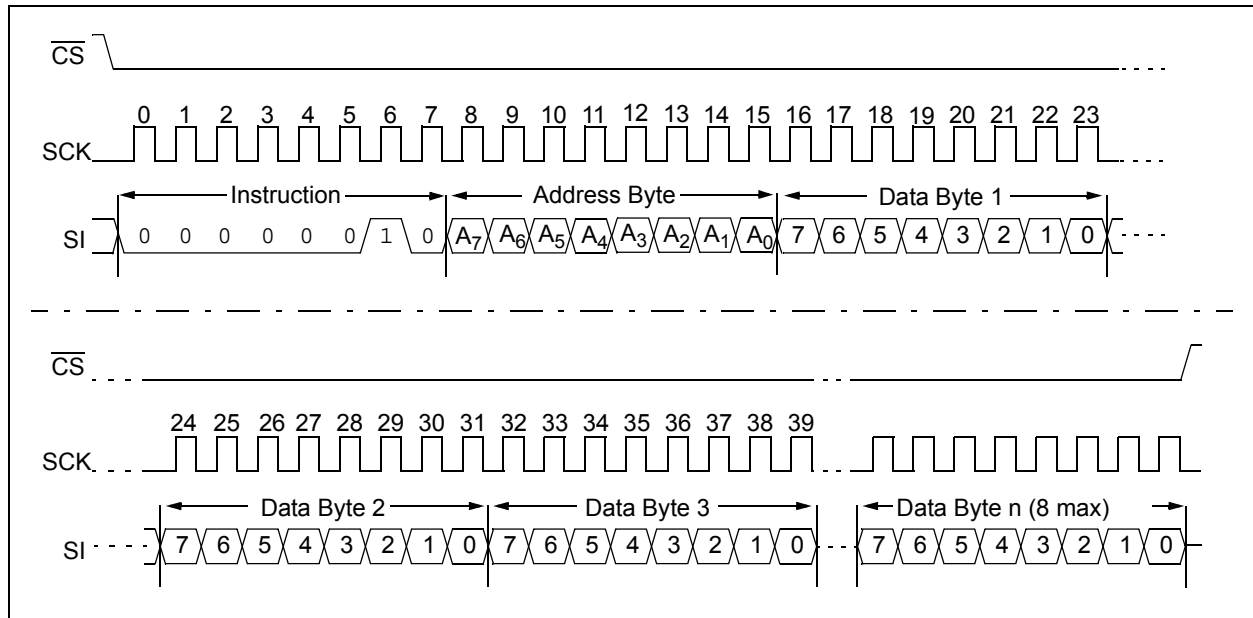 CS
0 1 2 3 4 5 6 7 8 9 10 11 12 13 14 15 16 17 18 19 20 21 22 23
SCK
Instruction Address Byte Data Byte 1
SI 0 0 0 0 0 0 1 0 A7 A6 A5 A4 A3 A2 A1 A0 7 6 5 4 3 2 1 0
CS
24 25 26 27 28 29 30 31 32 33 34 35 36 37 38 39
SCK
Data Byte 2 Data Byte 3 Data Byte n (8 max)
SI 7 6 5 4 3 2 1 0 7 6 5 4 3 2 1 0 7 6 5 4 3 2 1 0